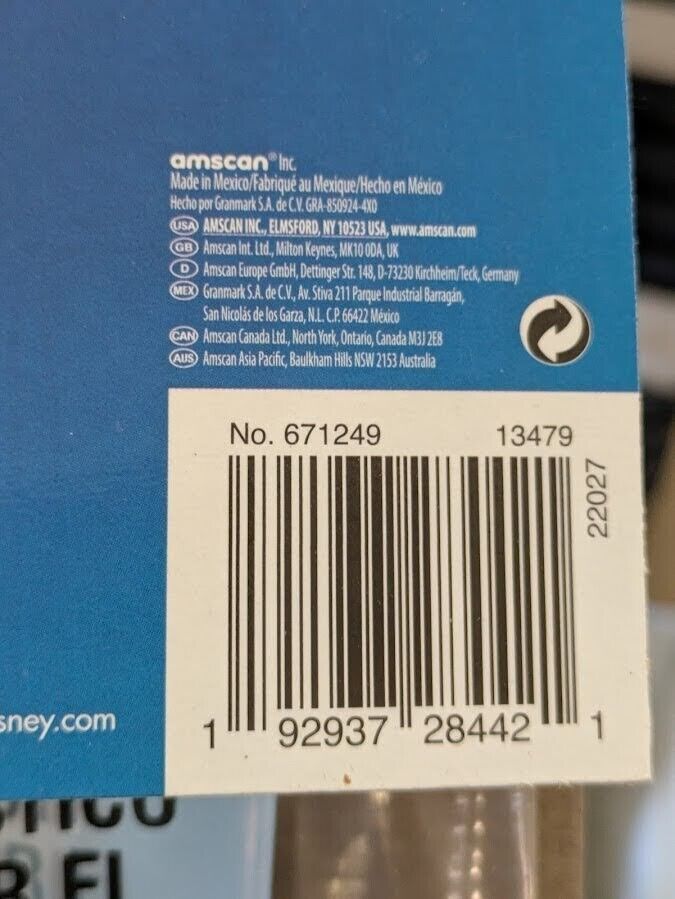 amscan® Inc.
Made in Mexico/Fabriqué au Mexique/Hecho en México
Hecho por Granmark S.A. de C.V. GRA-850924-4X0
USA AMSCAN INC., ELMSFORD, NY 10523 USA, www.amscan.com
GB Amscan Int. Ltd., Milton Keynes, MK10 0DA, UK
D Amscan Europe GmbH, Dettinger Str. 148, D-73230 Kirchheim/Teck, Germany
MEX Granmark S.A. de C.V., Av. Stiva 211 Parque Industrial Barragán,
San Nicolás de los Garza, N.L. C.P. 66422 México
CAN Amscan Canada Ltd., North York, Ontario, Canada M3J 2E8
AUS Amscan Asia Pacific, Baulkham Hills NSW 2153 Australia
No. 671249 13479
22027
1 92937 28442 1
sney.com
R EL